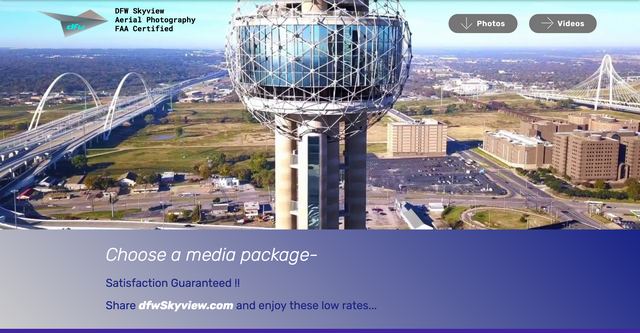 DFW Skyview
Aerial Photography
FAA Certified
dfw
Photos
Videos
Choose a media package-
Satisfaction Guaranteed !!
Share dfwSkyview.com and enjoy these low rates...